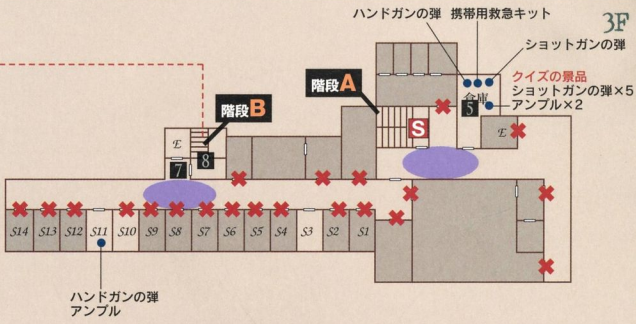 ハンドガンの弾 携帯用救急キット
3F
ショットガンの弾
クイズの景品
ショットガンの弾×5
アンプル×2
階段A
倉庫
5
S
E
階段B
E
8
7
S14 S13 S12 S11 S10 S9 S8 S7 S6 S5 S4 S3 S2 S1
ハンドガンの弾
アンプル